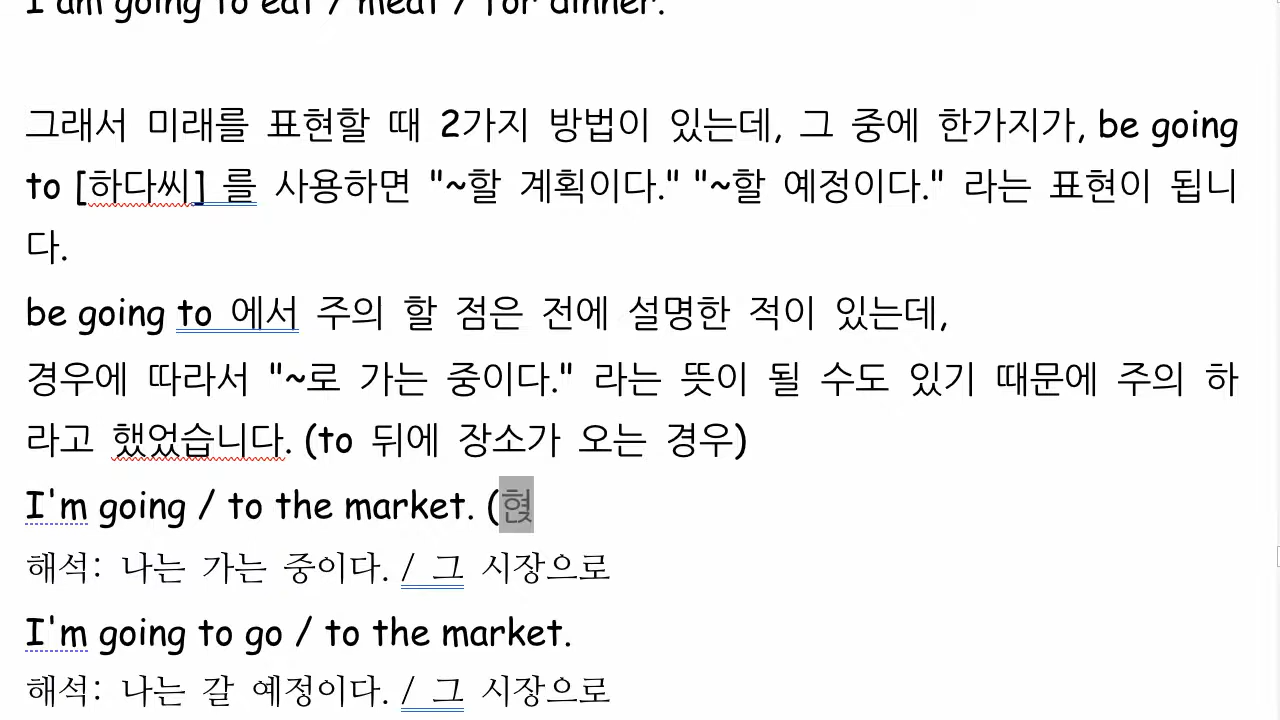 I am going to eat / meat / for dinner.
그래서 미래를 표현할 때 2가지 방법이 있는데, 그 중에 한가지가, be going
to [하다씨] 를 사용하면 "~할 계획이다." "~할 예정이다." 라는 표현이 됩니
다.
be going to 에서 주의 할 점은 전에 설명한 적이 있는데,
경우에 따라서 "~로 가는 중이다." 라는 뜻이 될 수도 있기 때문에 주의 하
라고 했었습니다. (to 뒤에 장소가 오는 경우)
I'm going / to the market. (
해석: 나는 가는 중이다. / 그 시장으로
I'm going to go / to the market.
해석: 나는 갈 예정이다. / 그 시장으로